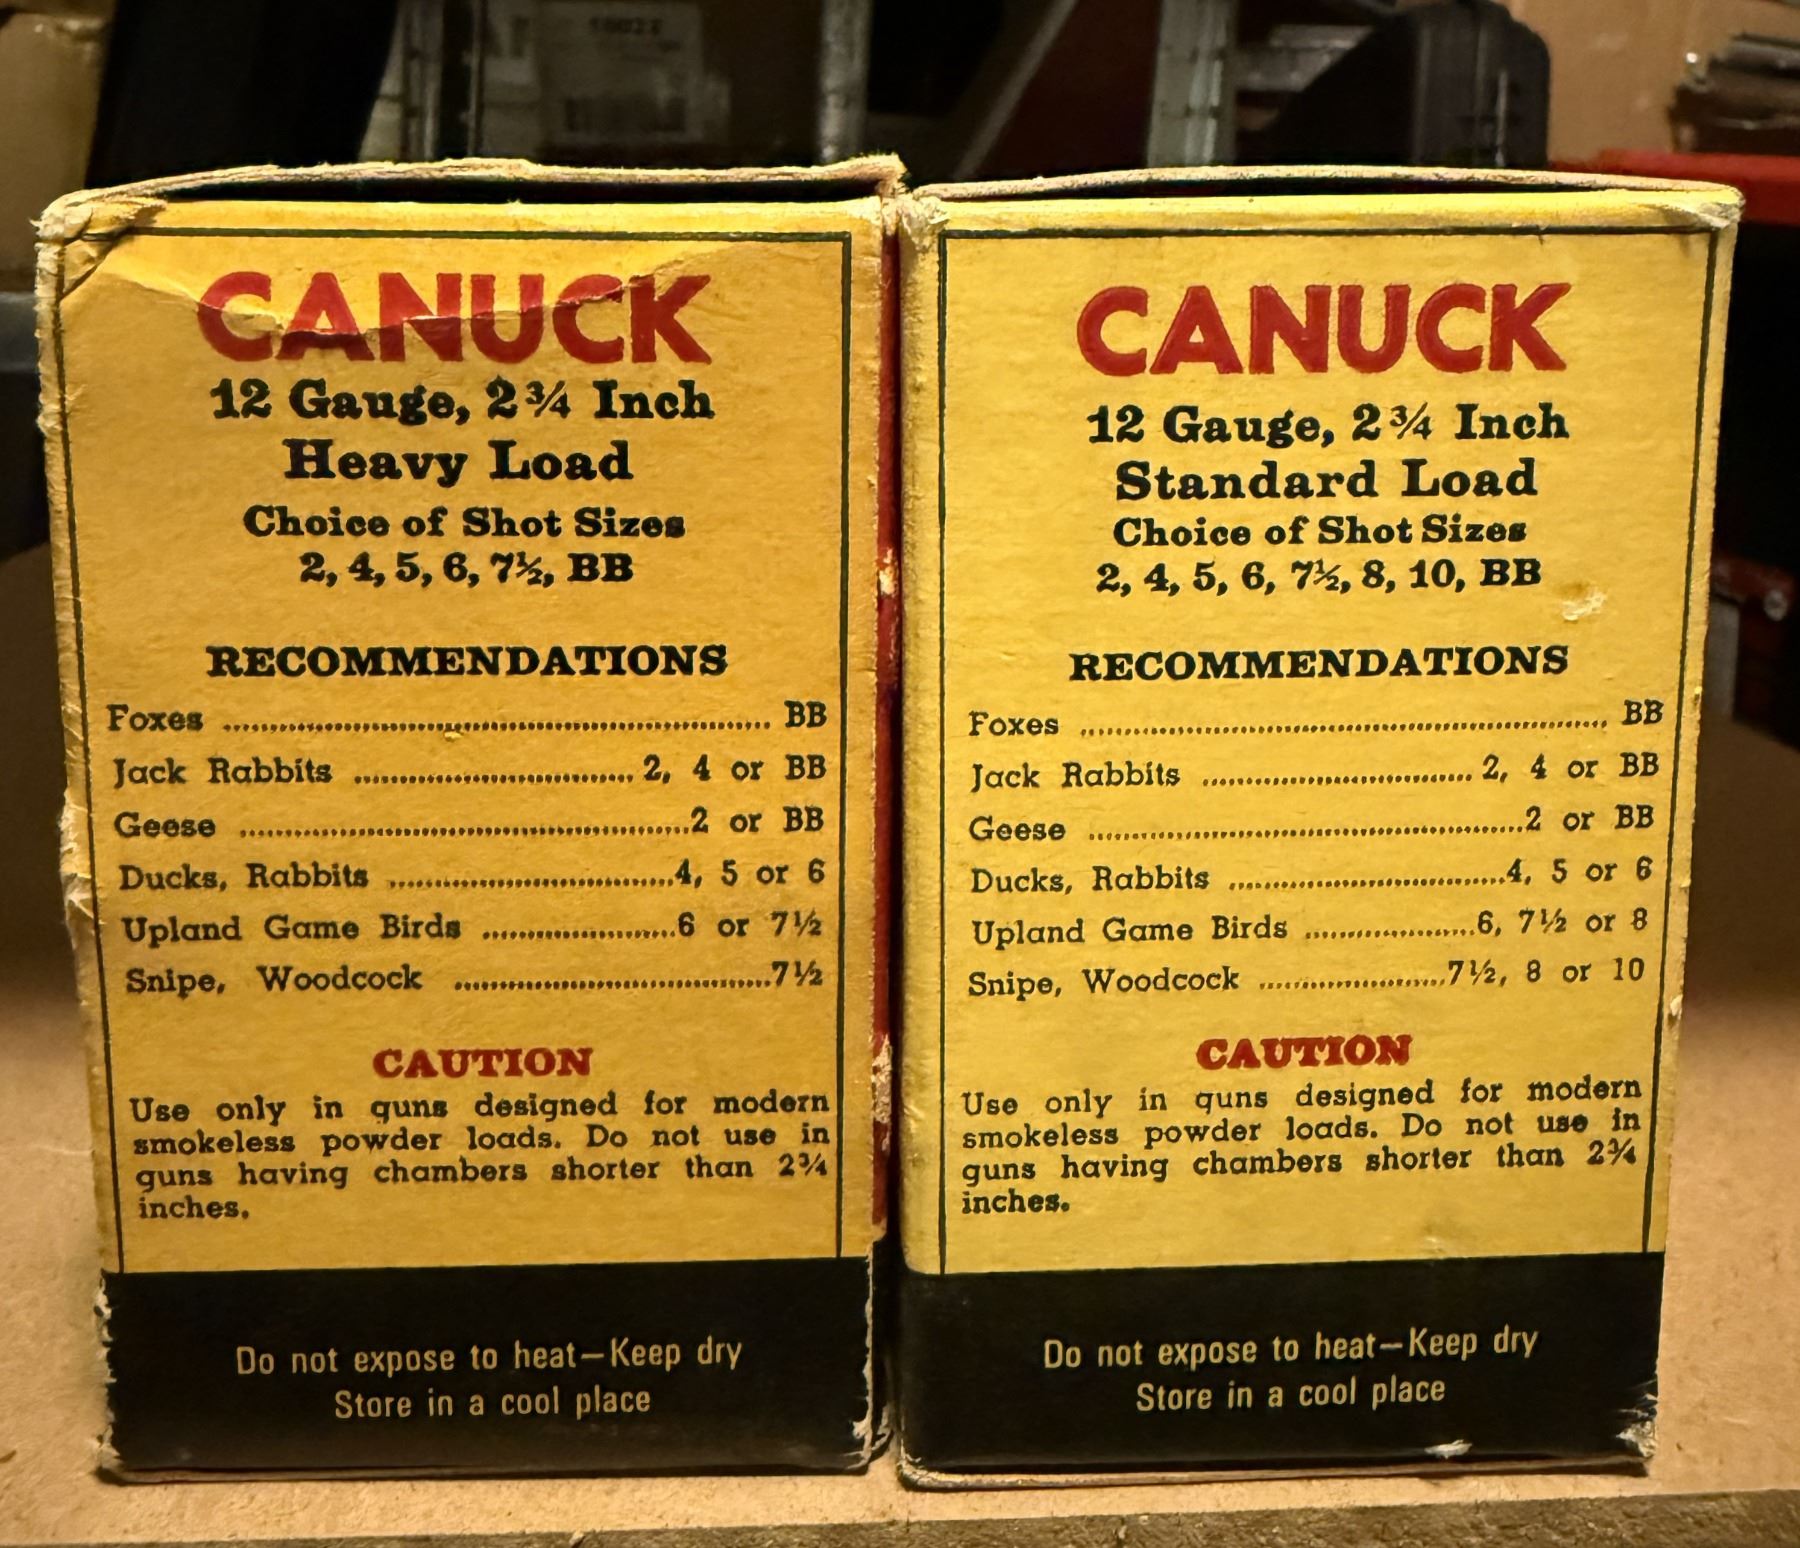 CANUCK
12 Gauge, 2 3/4 Inch
Heavy Load
Choice of Shot Sizes
2, 4, 5, 6, 7½, BB
RECOMMENDATIONS
Foxes ........................................ BB
Jack Rabbits ........................ 2, 4 or BB
Geese ........................................2 or BB
Ducks, Rabbits ........................4, 5 or 6
Upland Game Birds ................6 or 7½
Snipe, Woodcock ............................7½
CAUTION
Use only in guns designed for modern
smokeless powder loads. Do not use in
guns having chambers shorter than 2¾
inches.
Do not expose to heat—Keep dry
Store in a cool place
CANUCK
12 Gauge, 2 3/4 Inch
Standard Load
Choice of Shot Sizes
2, 4, 5, 6, 7½, 8, 10, BB
RECOMMENDATIONS
Foxes ........................................ BB
Jack Rabbits ........................ 2, 4 or BB
Geese ........................................2 or BB
Ducks, Rabbits ........................4, 5 or 6
Upland Game Birds ................6, 7½ or 8
Snipe, Woodcock ................7½, 8 or 10
CAUTION
Use only in guns designed for modern
smokeless powder loads. Do not use in
guns having chambers shorter than 2¾
inches.
Do not expose to heat—Keep dry
Store in a cool place